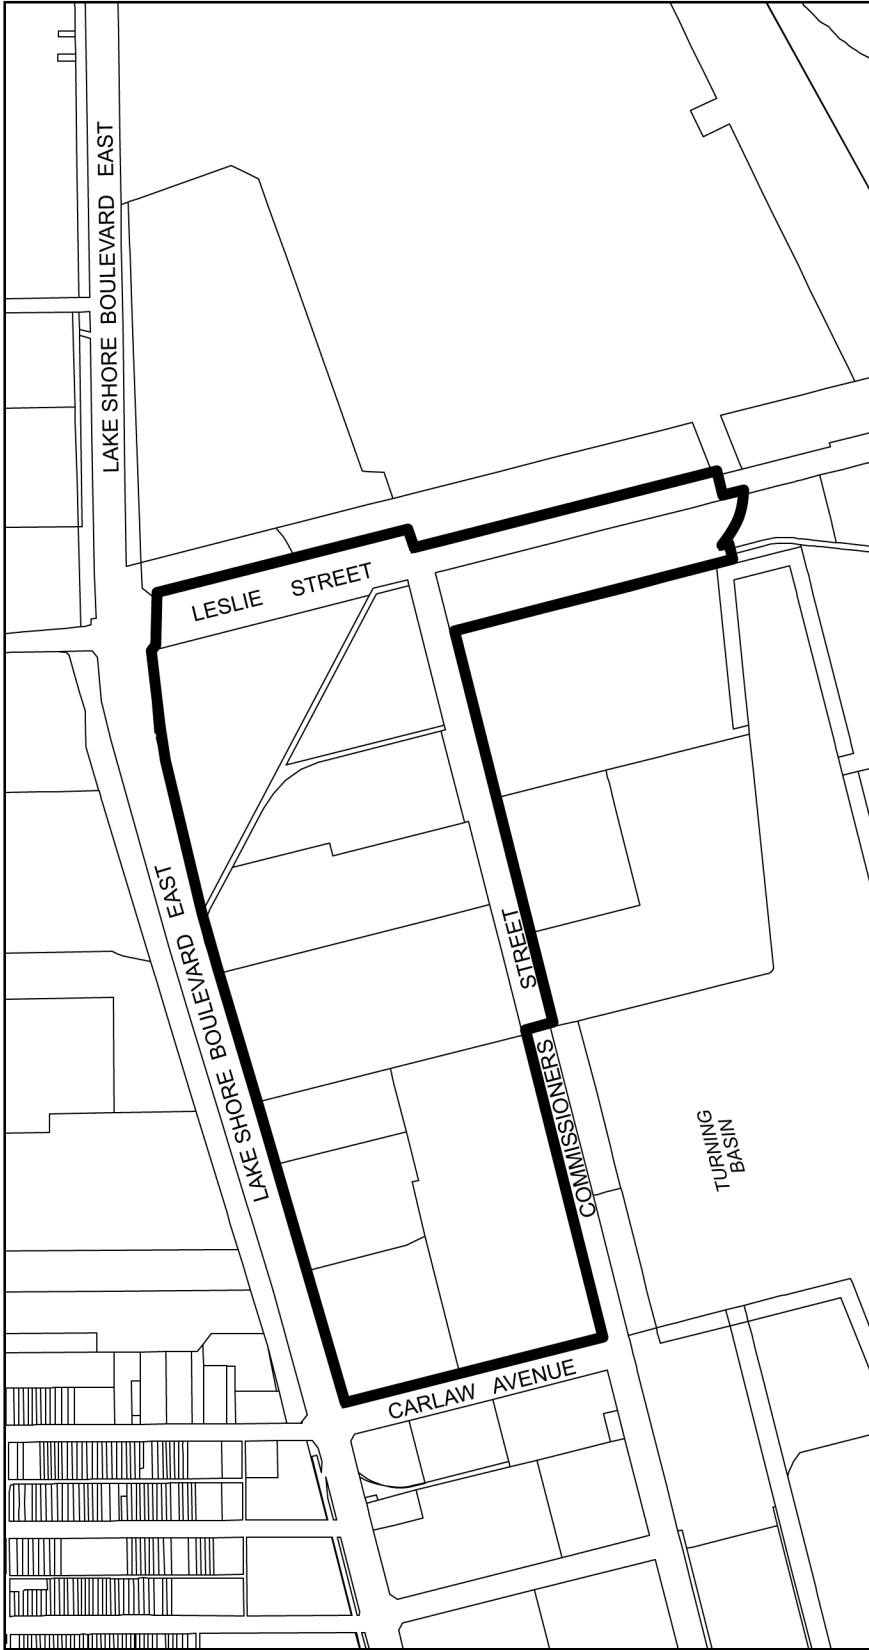 LAKE SHORE BOULEVARD EAST
LESLIE STREET
LAKE SHORE BOULEVARD EAST
COMMISSIONERS STREET
TURNING
BASIN
CARLAW AVENUE